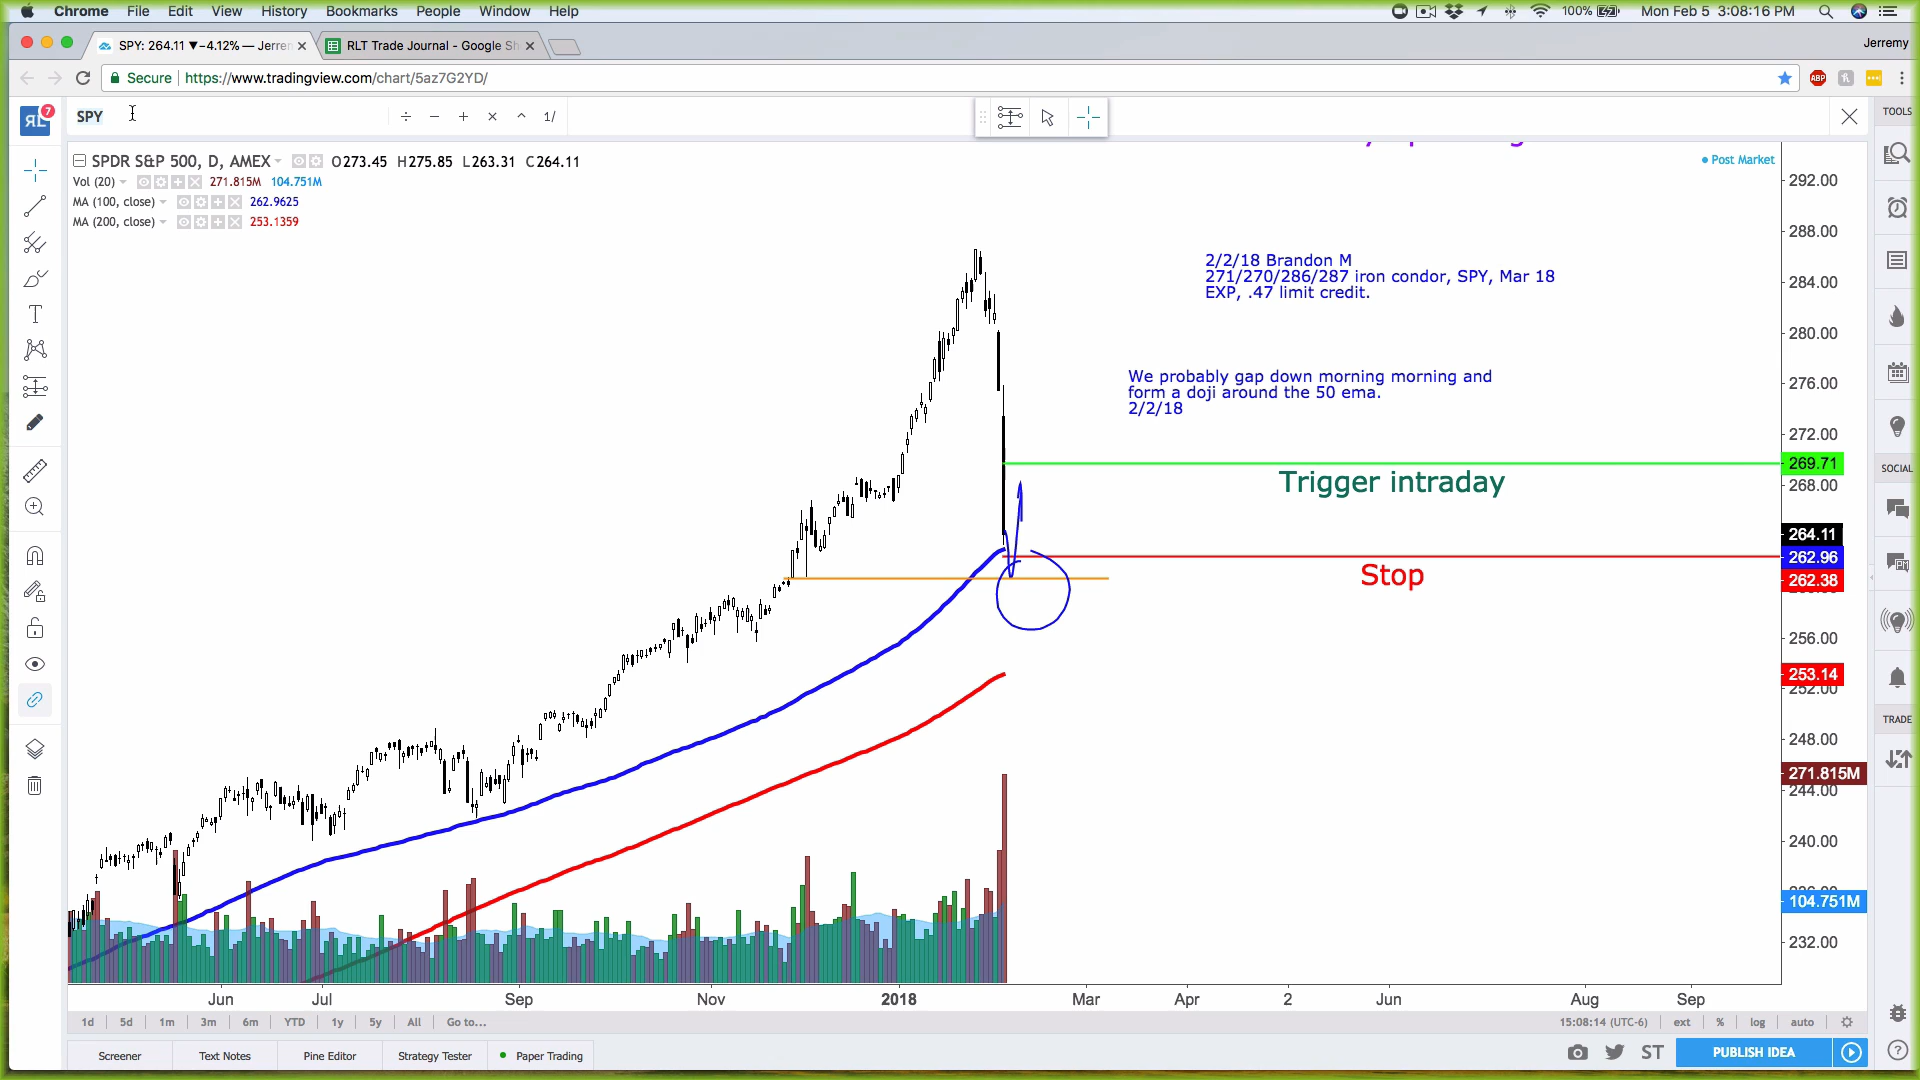 Chrome File Edit View History Bookmarks People Window Help 100% Mon Feb 5 3:08:16 PM
SPY: 264.11 ▼−4.12% — Jerren RLT Trade Journal - Google Sh Jerremy
Secure https://www.tradingview.com/chart/5az7G2YD/ ABP
7
SPY ÷ − + × ^ 1/ TOOLS
SPDR S&P 500, D, AMEX O273.45 H275.85 L263.31 C264.11 Post Market
Vol (20) 271.815M 104.751M
MA (100, close) 262.9625
MA (200, close) 253.1359
2/2/18 Brandon M
271/270/286/287 iron condor, SPY, Mar 18
EXP, .47 limit credit.
We probably gap down morning morning and
form a doji around the 50 ema.
2/2/18
Trigger intraday
Stop
292.00
288.00
284.00
280.00
276.00
272.00
269.71
268.00
264.11
262.96
262.38
256.00
253.14
252.00
248.00
271.815M
244.00
240.00
104.751M
232.00
SOCIAL
TRADE
Jun Jul Sep Nov 2018 Mar Apr 2 Jun Aug Sep
1d 5d 1m 3m 6m YTD 1y 5y All Go to... 15:08:14 (UTC-6) ext % log auto
Screener Text Notes Pine Editor Strategy Tester Paper Trading ST PUBLISH IDEA